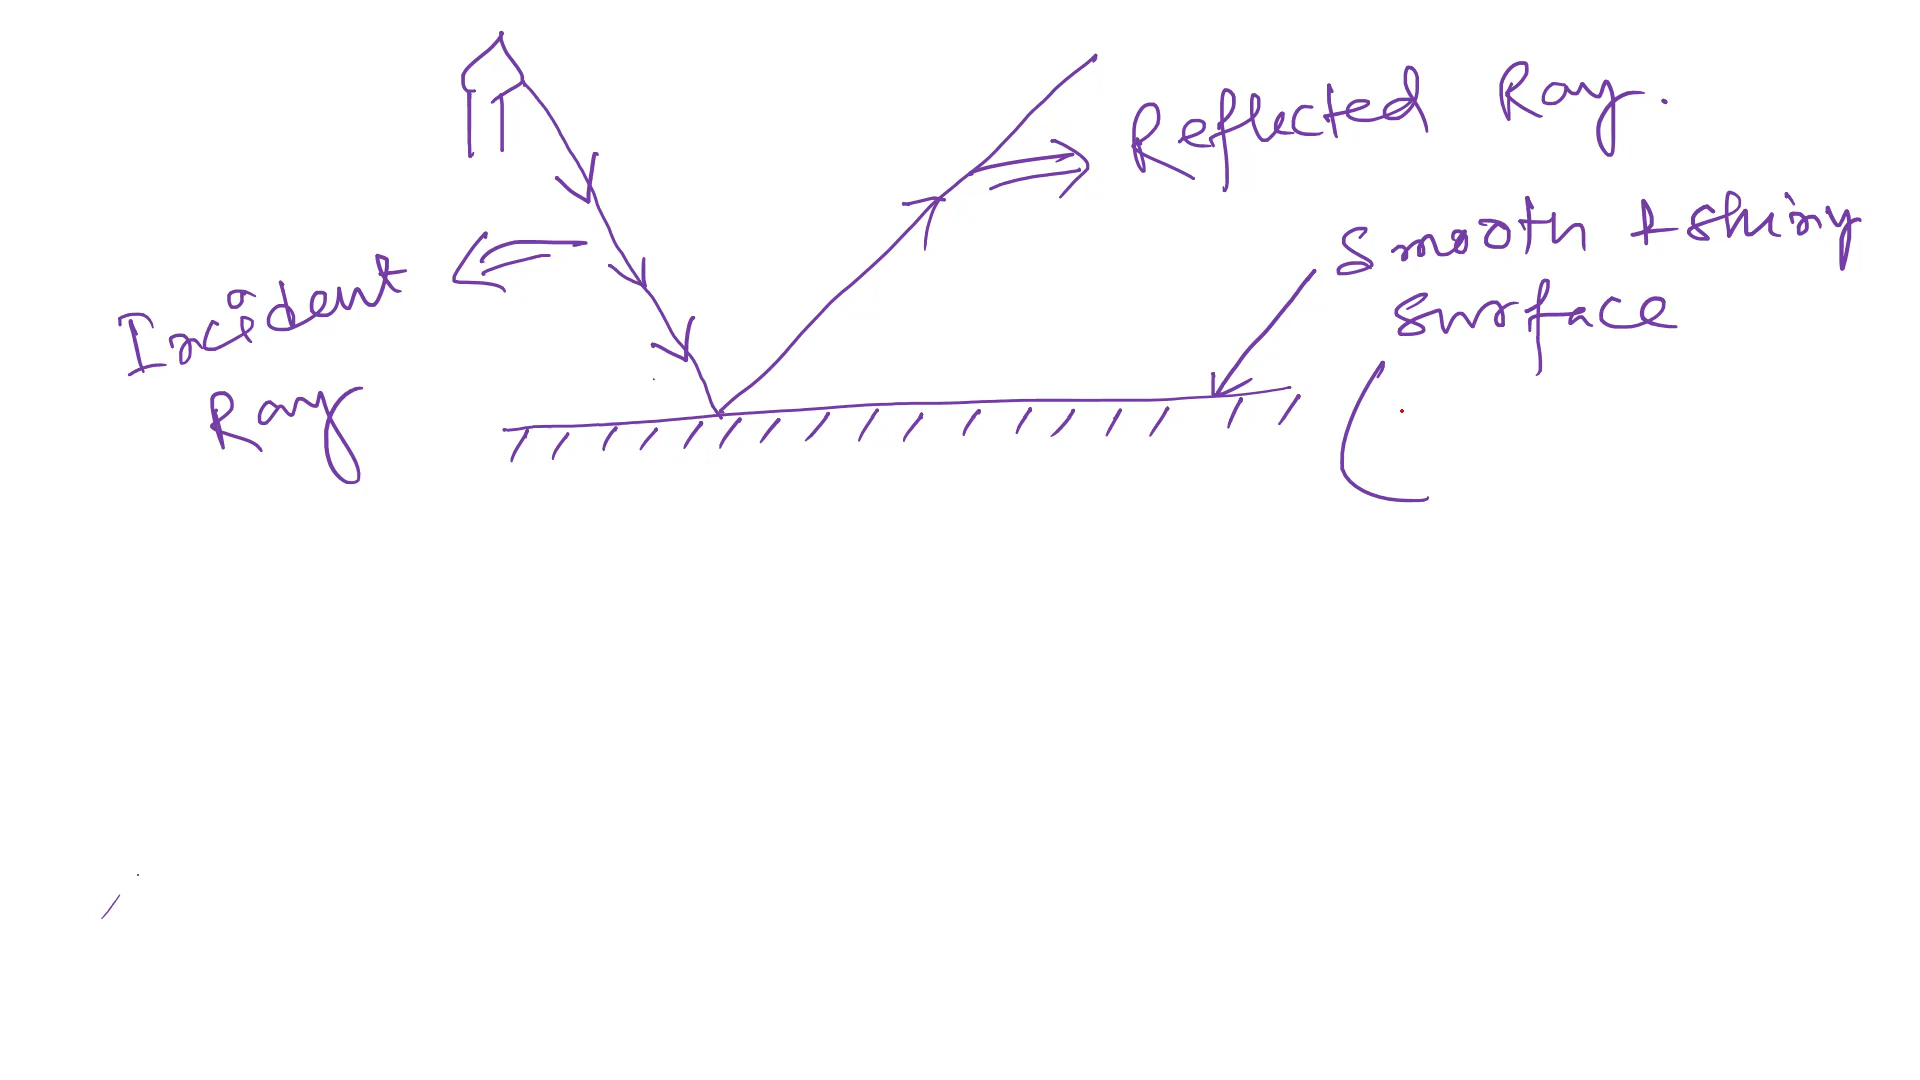 Reflected Ray.
Smooth + shiny
surface
Incident
Ray